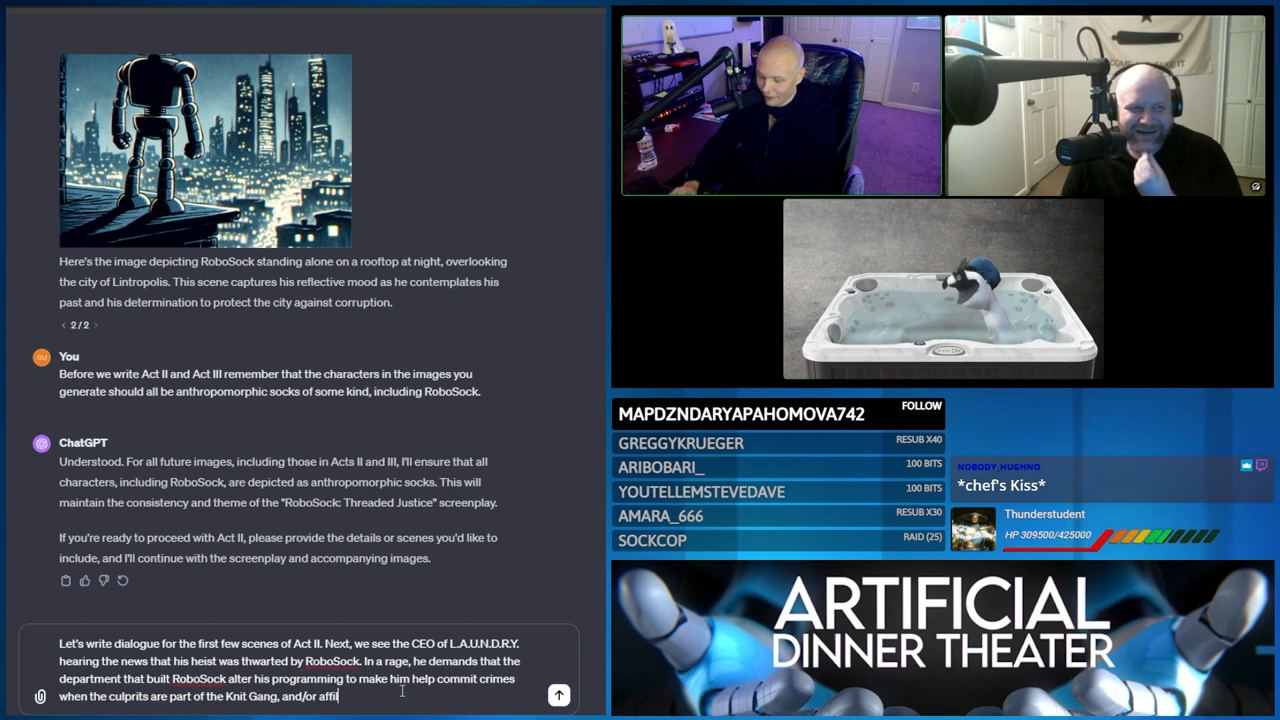 Here's the image depicting RoboSock standing alone on a rooftop at night, overlooking
the city of Lintropolis. This scene captures his reflective mood as he contemplates his
past and his determination to protect the city against corruption.
2/2
GU
You
Before we write Act II and Act III remember that the characters in the images you
generate should all be anthropomorphic socks of some kind, including RoboSock.
ChatGPT
Understood. For all future images, including those in Acts II and III, I'll ensure that all
characters, including RoboSock, are depicted as anthropomorphic socks. This will
maintain the consistency and theme of the "RoboSock: Threaded Justice" screenplay.
If you're ready to proceed with Act II, please provide the details or scenes you'd like to
include, and I'll continue with the screenplay and accompanying images.
Let's write dialogue for the first few scenes of Act II. Next, we see the CEO of L.A.U.N.D.R.Y.
hearing the news that his heist was thwarted by RoboSock. In a rage, he demands that the
department that built RoboSock alter his programming to make him help commit crimes
when the culprits are part of the Knit Gang, and/or affil
COME AND TAKE IT
MAPDZNDARYAPAHOMOVA742 FOLLOW
GREGGYKRUEGER RESUB X40
ARIBOBARI_ 100 BITS
YOUTELLEMSTEVEDAVE 100 BITS
AMARA_666 RESUB X30
SOCKCOP RAID (25)
NOBODY_HUGHNO
*chef's Kiss*
Thunderstudent
HP 309500/425000
ARTIFICIAL
DINNER THEATER